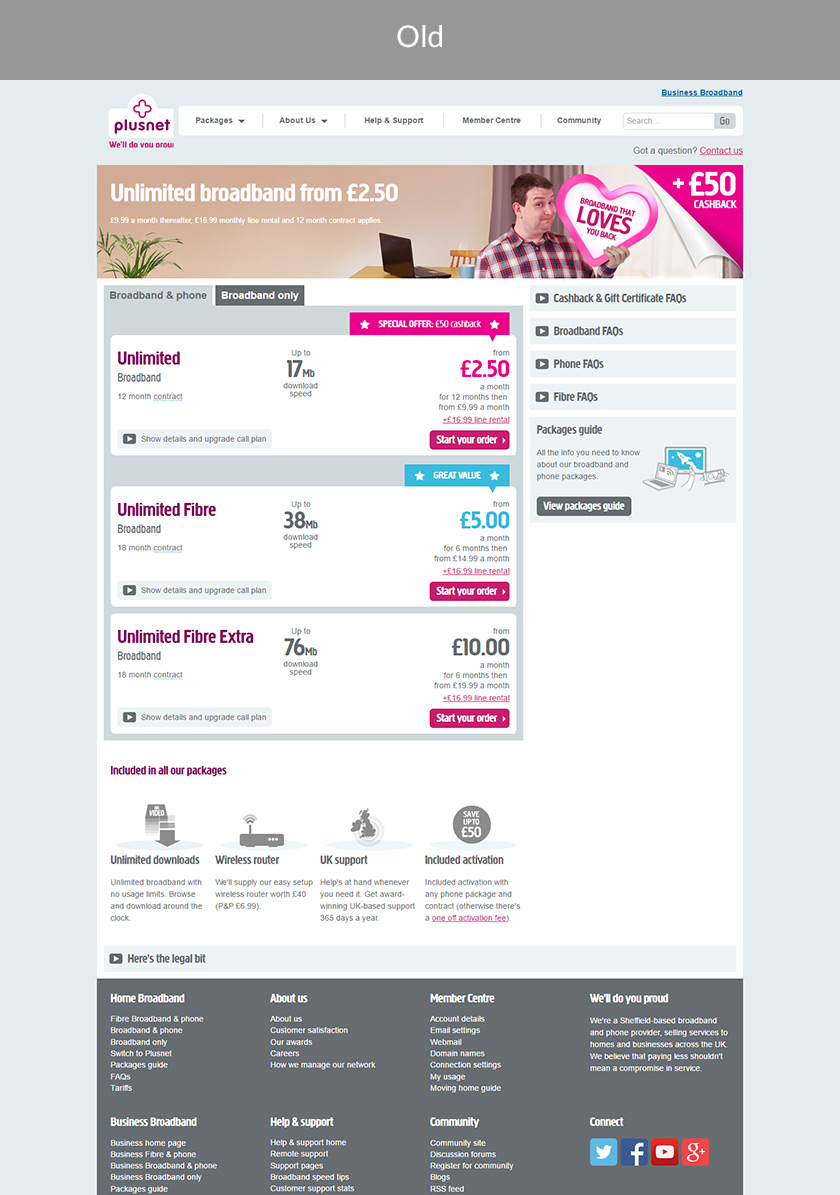 Old
Business Broadband
plusnet
We'll do you proud
Packages
About Us
Help & Support
Member Centre
Community
Search...
Go
Got a question? Contact us
Unlimited broadband from £2.50
£9.99 a month thereafter, £16.99 monthly line rental and 12 month contract applies.
BROADBAND THAT
LOVES
YOU BACK
+ £50
CASHBACK
Broadband & phone
Broadband only
SPECIAL OFFER: £50 cashback
Unlimited
Broadband
12 month contract
Up to
17Mb
download
speed
from
£2.50
a month
for 12 months then
from £9.99 a month
+£16.99 line rental
Show details and upgrade call plan
Start your order
GREAT VALUE
Unlimited Fibre
Broadband
18 month contract
Up to
38Mb
download
speed
from
£5.00
a month
for 6 months then
from £14.99 a month
+£16.99 line rental
Show details and upgrade call plan
Start your order
Unlimited Fibre Extra
Broadband
18 month contract
Up to
76Mb
download
speed
from
£10.00
a month
for 6 months then
from £19.99 a month
+£16.99 line rental
Show details and upgrade call plan
Start your order
Cashback & Gift Certificate FAQs
Broadband FAQs
Phone FAQs
Fibre FAQs
Packages guide
All the info you need to know
about our broadband and
phone packages.
View packages guide
Included in all our packages
NO
VIDEO
Unlimited downloads
Unlimited broadband with
no usage limits. Browse
and download around the
clock.
Wireless router
We'll supply our easy setup
wireless router worth £40
(P&P £6.99).
UK support
Help's at hand whenever
you need it. Get award-
winning UK-based support
365 days a year.
SAVE
UP TO
£50
Included activation
Included activation with
any phone package and
contract (otherwise there's
a one off activation fee).
Here's the legal bit
Home Broadband
Fibre Broadband & phone
Broadband & phone
Broadband only
Switch to Plusnet
Packages guide
FAQs
Tariffs
About us
About us
Customer satisfaction
Our awards
Careers
How we manage our network
Member Centre
Account details
Email settings
Webmail
Domain names
Connection settings
My usage
Moving home guide
We'll do you proud
We're a Sheffield-based broadband
and phone provider, selling services to
homes and businesses across the UK.
We believe that paying less shouldn't
mean a compromise in service.
Business Broadband
Business home page
Business Fibre & phone
Business Broadband & phone
Business Broadband only
Packages guide
Help & support
Help & support home
Remote support
Support pages
Broadband speed tips
Customer support stats
Community
Community site
Discussion forums
Register for community
Blogs
RSS feed
Connect